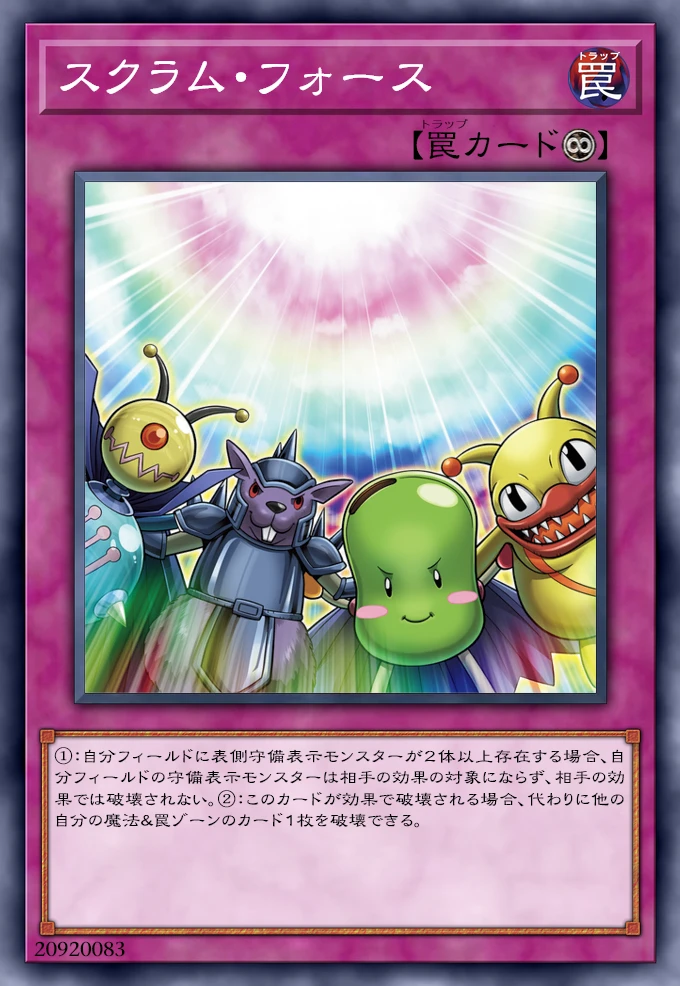 スクラム・フォース
トラップ
罠
トラップ
【罠カード】
①:自分フィールドに表側守備表示モンスターが2体以上存在する場合、自
分フィールドの守備表示モンスターは相手の効果の対象にならず、相手の効
果では破壊されない。②:このカードが効果で破壊される場合、代わりに他の
自分の魔法&罠ゾーンのカード1枚を破壊できる。
20920083